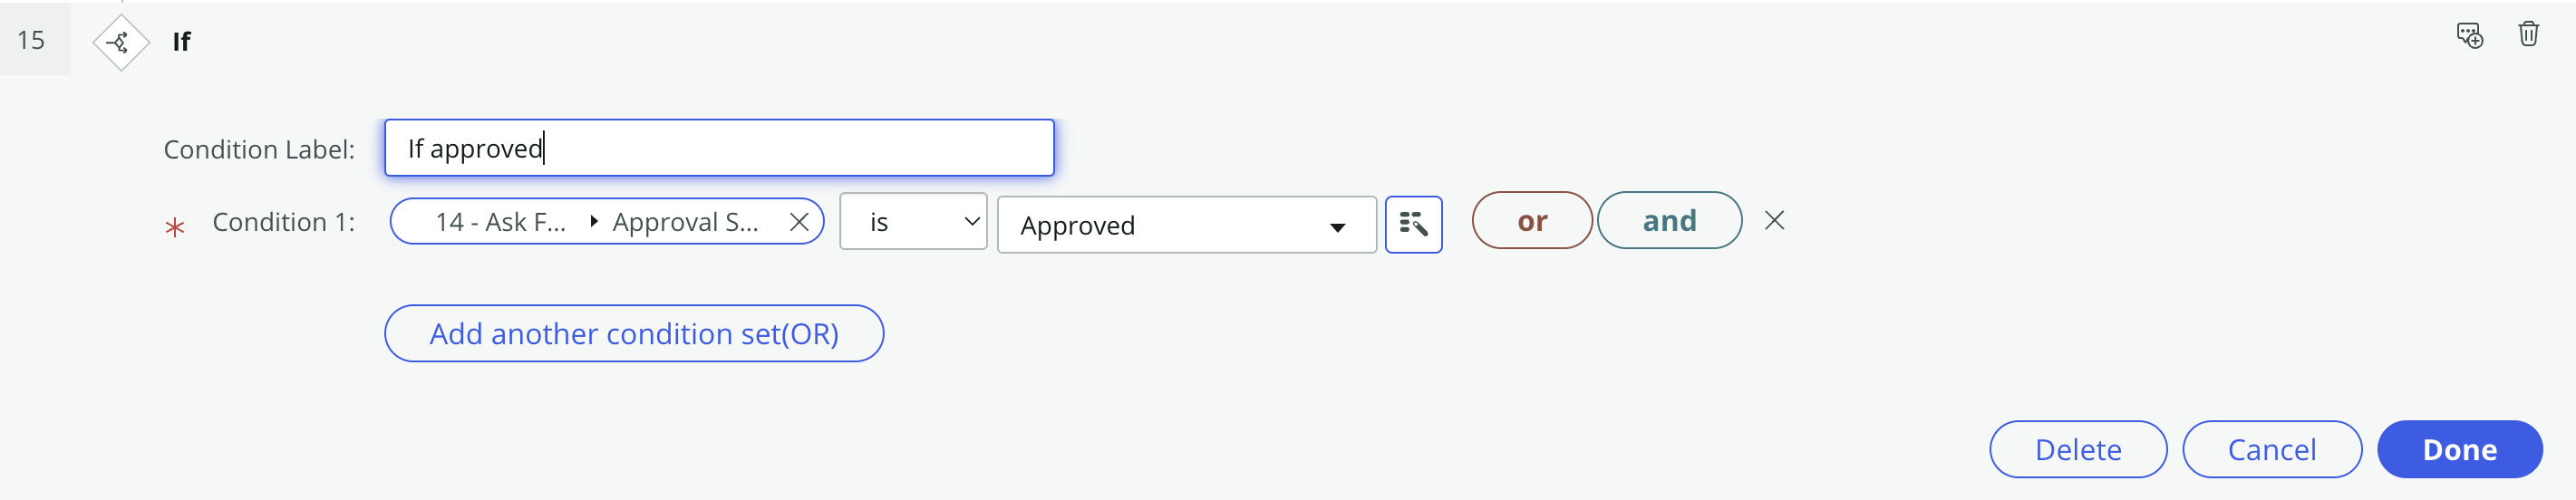 15 If
Condition Label: If approved
* Condition 1: 14 - Ask F... Approval S... is Approved or and
Add another condition set(OR)
Delete Cancel Done